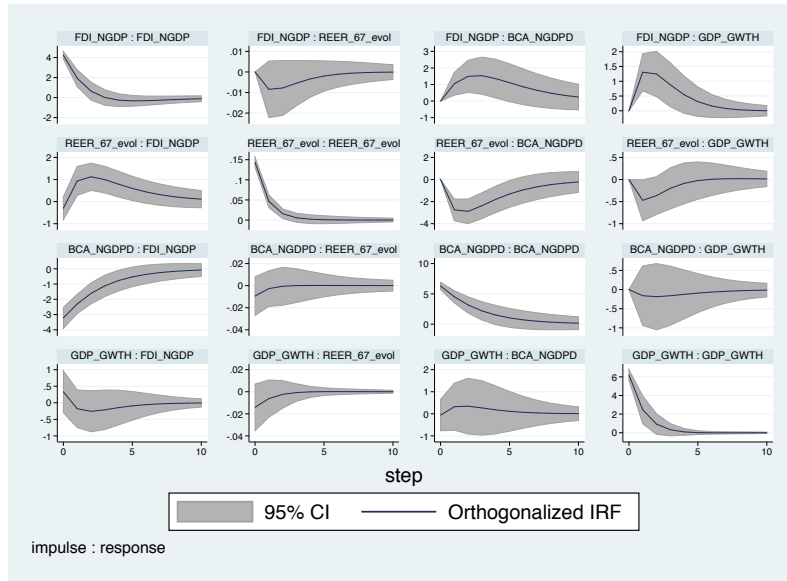 FDI_NGDP : FDI_NGDP
FDI_NGDP : REER_67_evol
FDI_NGDP : BCA_NGDPD
FDI_NGDP : GDP_GWTH
4
2
0
-2
.01
0
-.01
-.02
3
2
1
0
-1
2
1.5
1
.5
0
REER_67_evol : FDI_NGDP
REER_67_evol : REER_67_evol
REER_67_evol : BCA_NGDPD
REER_67_evol : GDP_GWTH
2
1
0
-1
.15
.1
.05
0
2
0
-2
-4
.5
0
-.5
-1
BCA_NGDPD : FDI_NGDP
BCA_NGDPD : REER_67_evol
BCA_NGDPD : BCA_NGDPD
BCA_NGDPD : GDP_GWTH
0
-1
-2
-3
-4
.02
0
-.02
-.04
10
5
0
.5
0
-.5
-1
GDP_GWTH : FDI_NGDP
GDP_GWTH : REER_67_evol
GDP_GWTH : BCA_NGDPD
GDP_GWTH : GDP_GWTH
1
.5
0
-.5
-1
.02
0
-.02
-.04
2
1
0
-1
6
4
2
0
0 5 10
0 5 10
0 5 10
0 5 10
step
95% CI
Orthogonalized IRF
impulse : response